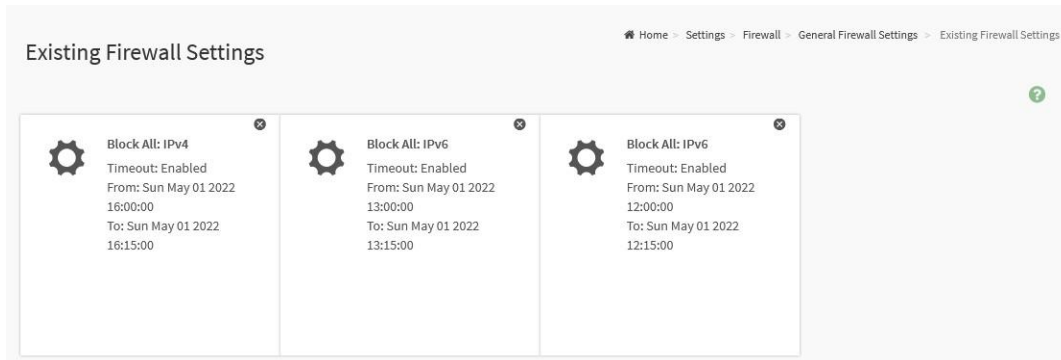 Existing Firewall Settings
Home > Settings > Firewall > General Firewall Settings > Existing Firewall Settings
?
Block All: IPv4
Timeout: Enabled
From: Sun May 01 2022
16:00:00
To: Sun May 01 2022
16:15:00
Block All: IPv6
Timeout: Enabled
From: Sun May 01 2022
13:00:00
To: Sun May 01 2022
13:15:00
Block All: IPv6
Timeout: Enabled
From: Sun May 01 2022
12:00:00
To: Sun May 01 2022
12:15:00